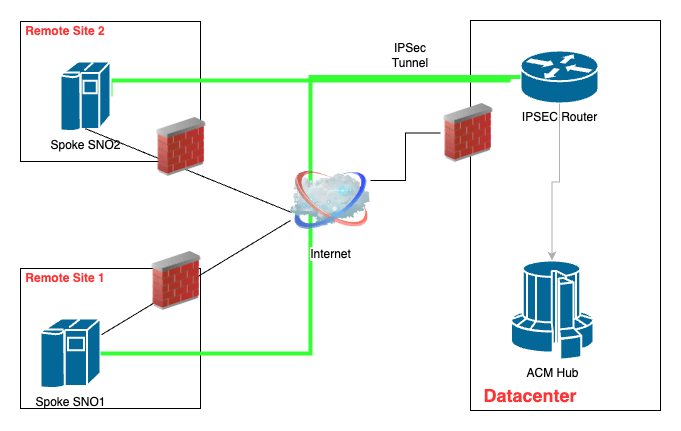 Remote Site 2
IPSec
Tunnel
Spoke SNO2
IPSEC Router
Internet
Remote Site 1
ACM Hub
Datacenter
Spoke SNO1